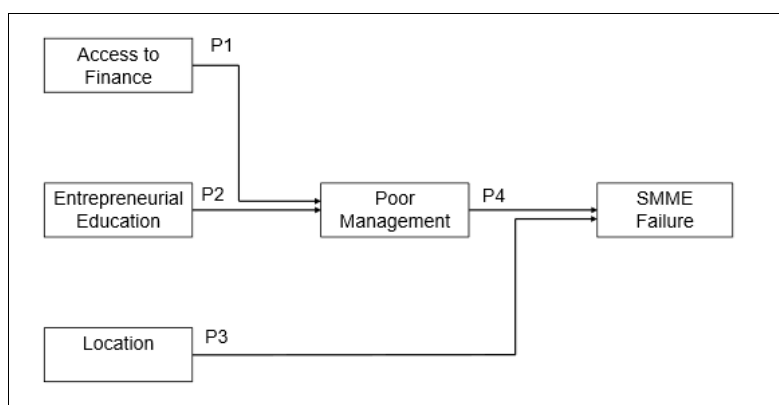 P1
Access to
Finance
Entrepreneurial
Education
P2
Poor
Management
P4
SMME
Failure
Location
P3